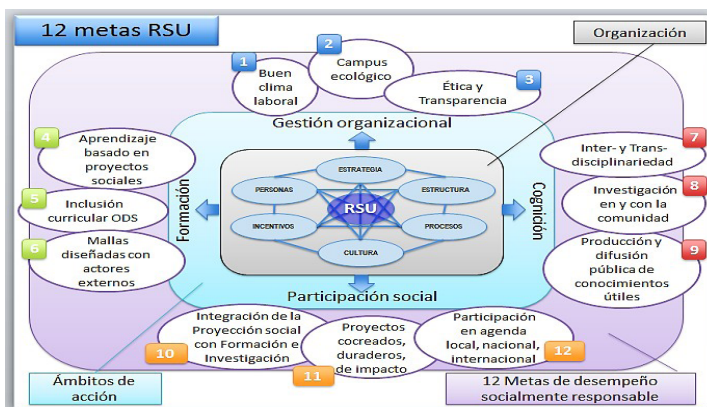 12 metas RSU
Organización
1
Buen
clima
laboral
2
Campus
ecológico
3
Ética y
Transparencia
Gestión organizacional
4
Aprendizaje
basado en
proyectos
sociales
5
Inclusión
curricular ODS
6
Mallas
diseñadas con
actores
externos
Formación
ESTRATEGIA
PERSONAS
ESTRUCTURA
RSU
INCENTIVOS
PROCESOS
CULTURA
Cognición
7
Inter- y Trans-
disciplinariedad
8
Investigación
en y con la
comunidad
9
Producción y
difusión
pública de
conocimientos
útiles
Participación social
Integración de la
Proyección social
con Formación e
Investigación
10
Proyectos
cocreados,
duraderos,
de impacto
11
Participación
en agenda
local, nacional,
internacional
12
Ámbitos de
acción
12 Metas de desempeño
socialmente responsable